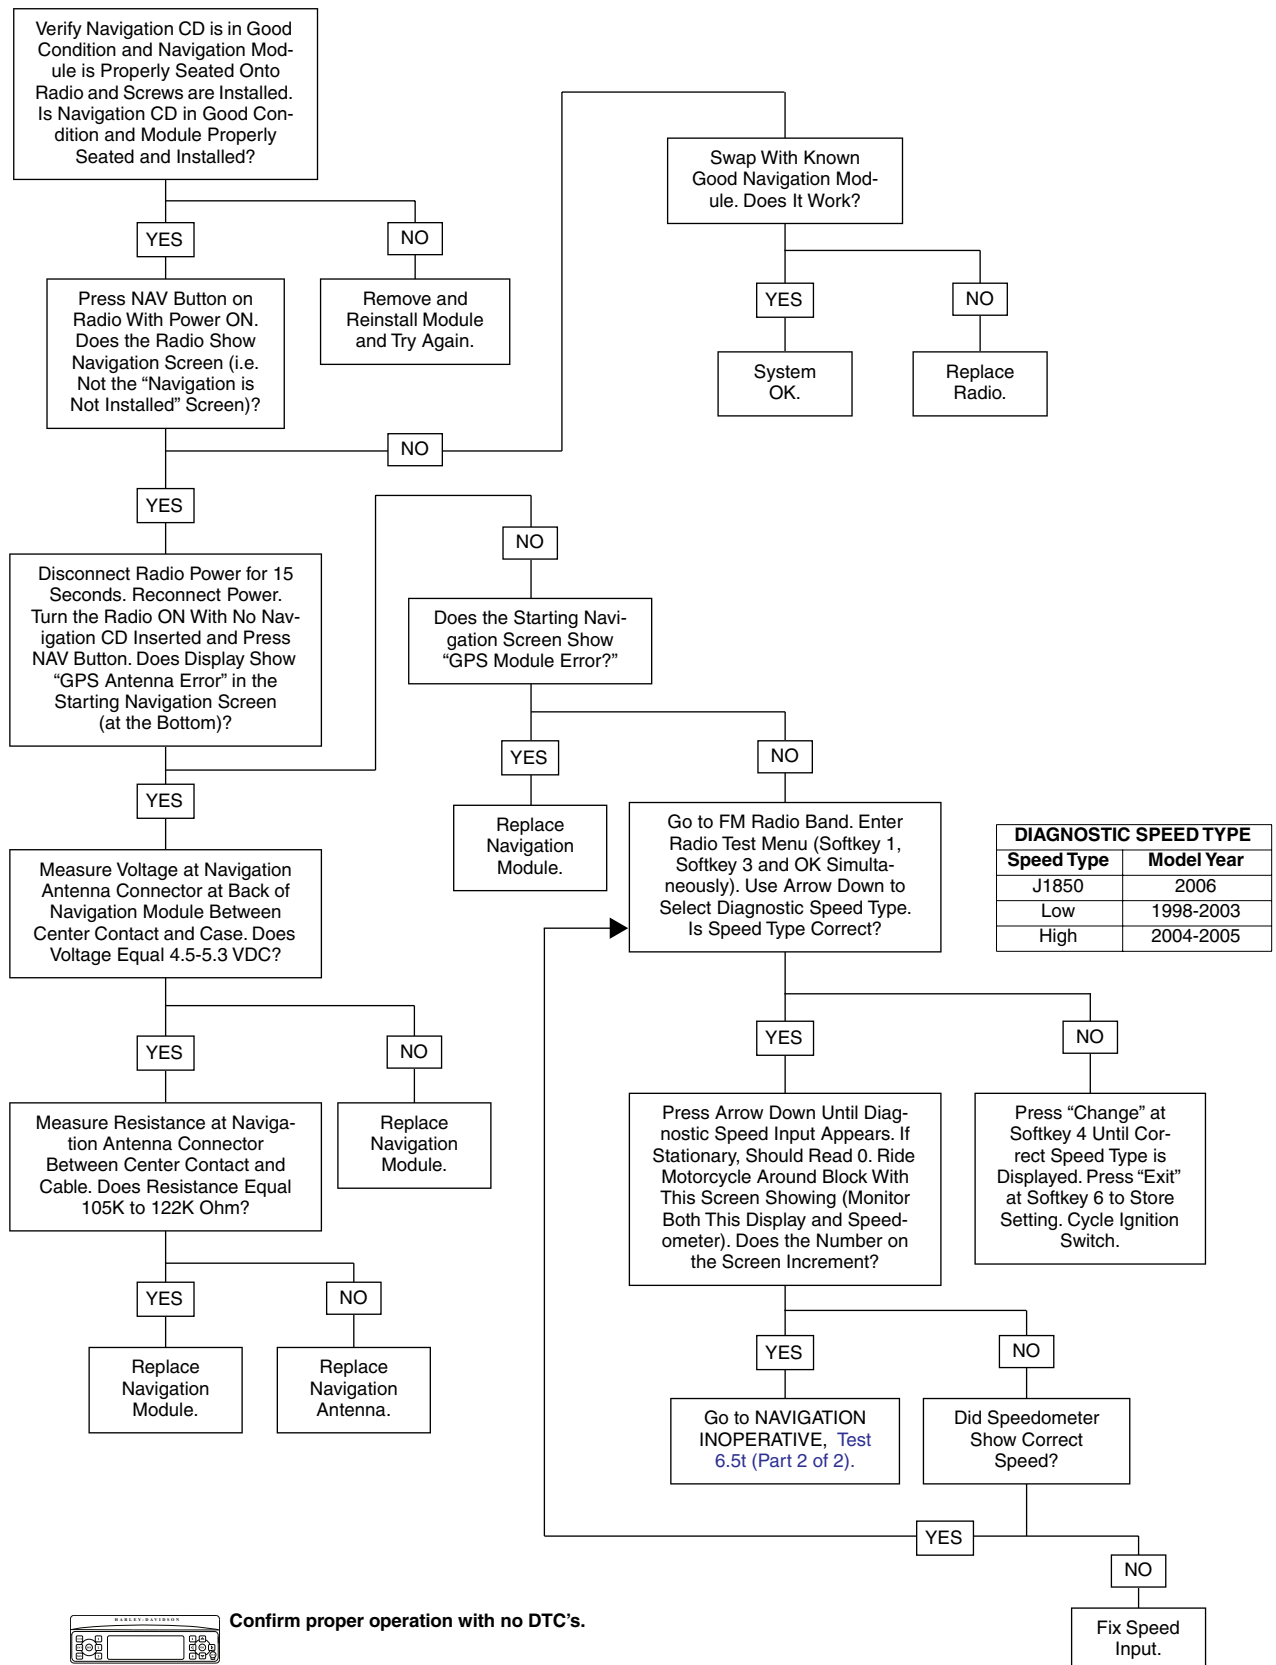 Verify Navigation CD is in Good
Condition and Navigation Mod-
ule is Properly Seated Onto
Radio and Screws are Installed.
Is Navigation CD in Good Con-
dition and Module Properly
Seated and Installed?
YES
NO
Press NAV Button on
Radio With Power ON.
Does the Radio Show
Navigation Screen (i.e.
Not the “Navigation is
Not Installed” Screen)?
Remove and
Reinstall Module
and Try Again.
NO
Swap With Known
Good Navigation Mod-
ule. Does It Work?
YES
NO
System
OK.
Replace
Radio.
YES
Disconnect Radio Power for 15
Seconds. Reconnect Power.
Turn the Radio ON With No Nav-
igation CD Inserted and Press
NAV Button. Does Display Show
“GPS Antenna Error” in the
Starting Navigation Screen
(at the Bottom)?
NO
Does the Starting Navi-
gation Screen Show
“GPS Module Error?”
YES
NO
Replace
Navigation
Module.
Go to FM Radio Band. Enter
Radio Test Menu (Softkey 1,
Softkey 3 and OK Simulta-
neously). Use Arrow Down to
Select Diagnostic Speed Type.
Is Speed Type Correct?
DIAGNOSTIC SPEED TYPE
Speed Type Model Year
J1850 2006
Low 1998-2003
High 2004-2005
YES
Measure Voltage at Navigation
Antenna Connector at Back of
Navigation Module Between
Center Contact and Case. Does
Voltage Equal 4.5-5.3 VDC?
YES
NO
Measure Resistance at Naviga-
tion Antenna Connector
Between Center Contact and
Cable. Does Resistance Equal
105K to 122K Ohm?
Replace
Navigation
Module.
YES
NO
Replace
Navigation
Module.
Replace
Navigation
Antenna.
YES
NO
Press Arrow Down Until Diag-
nostic Speed Input Appears. If
Stationary, Should Read 0. Ride
Motorcycle Around Block With
This Screen Showing (Monitor
Both This Display and Speed-
ometer). Does the Number on
the Screen Increment?
Press “Change” at
Softkey 4 Until Cor-
rect Speed Type is
Displayed. Press “Exit”
at Softkey 6 to Store
Setting. Cycle Ignition
Switch.
YES
NO
Go to NAVIGATION
INOPERATIVE, Test
6.5t (Part 2 of 2).
Did Speedometer
Show Correct
Speed?
YES
NO
Fix Speed
Input.
HARLEY-DAVIDSON
Confirm proper operation with no DTC's.